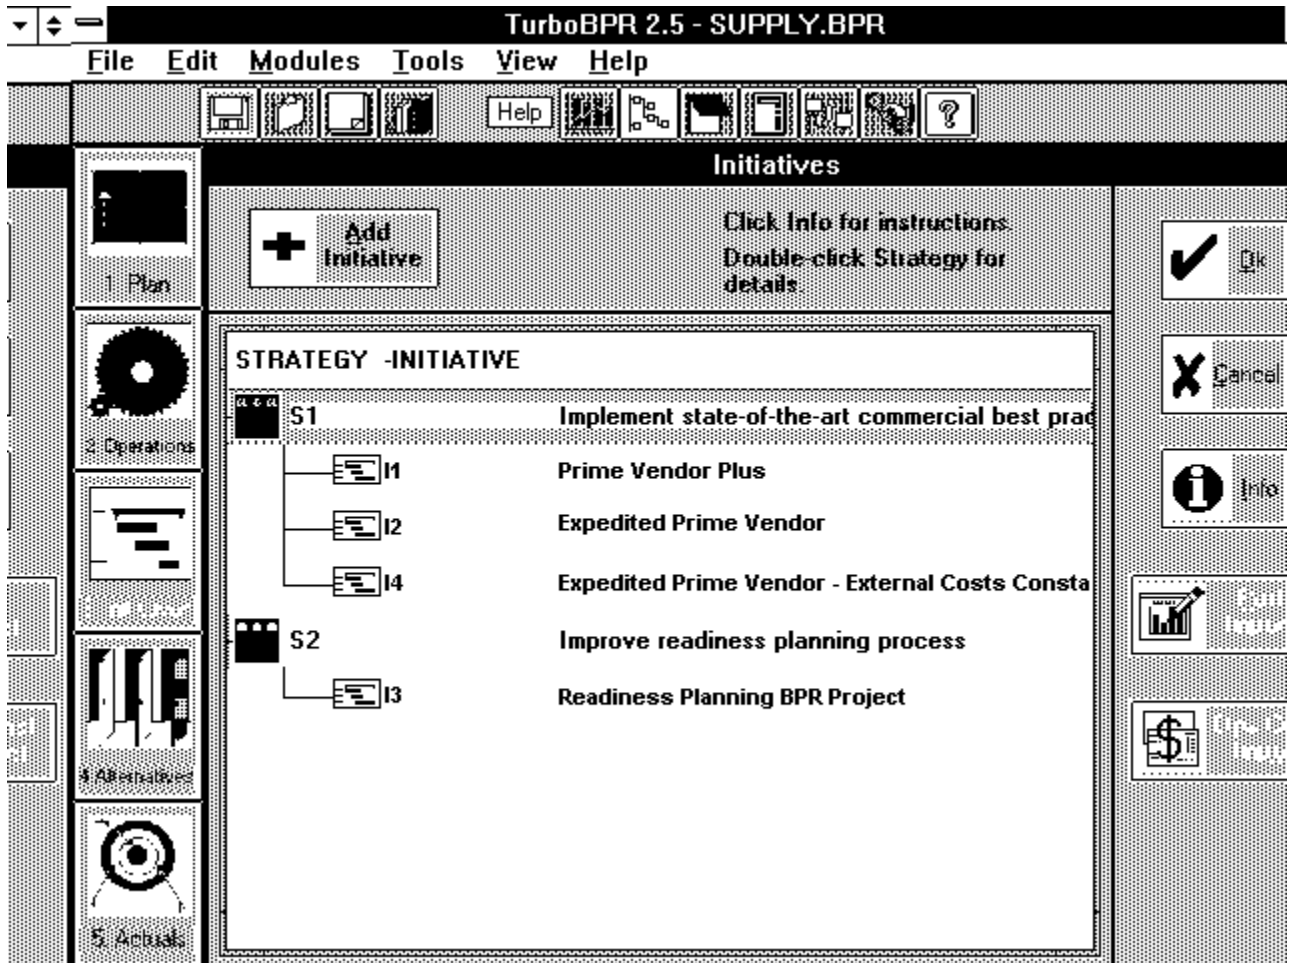 TurboBPR 2.5 - SUPPLY.BPR
File Edit Modules Tools View Help
Help ?
Initiatives
Add
Initiative
Click Info for instructions.
Double-click Strategy for
details.
1. Plan
2. Operations
4. Alternatives
5. Actuals
STRATEGY -INITIATIVE
S1 Implement state-of-the-art commercial best prac
I1 Prime Vendor Plus
I2 Expedited Prime Vendor
I4 Expedited Prime Vendor - External Costs Consta
S2 Improve readiness planning process
I3 Readiness Planning BPR Project
Ok
Cancel
Info